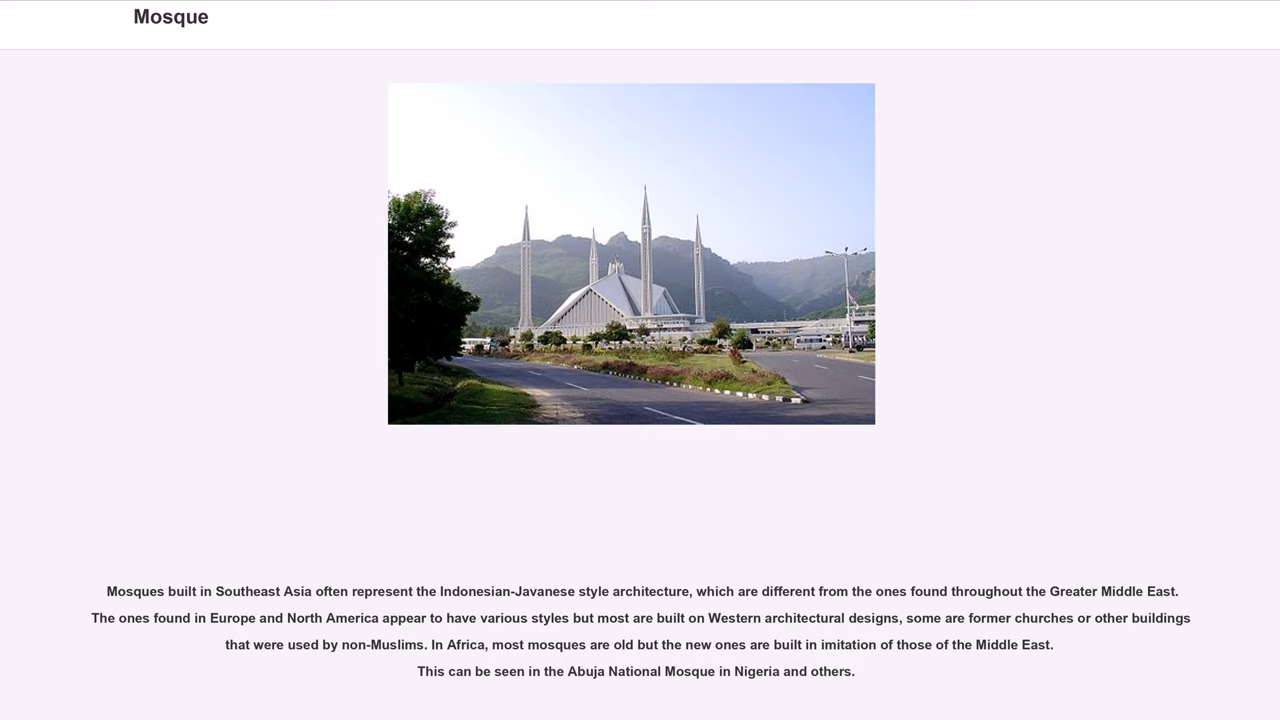 Mosque
Mosques built in Southeast Asia often represent the Indonesian-Javanese style architecture, which are different from the ones found throughout the Greater Middle East.
The ones found in Europe and North America appear to have various styles but most are built on Western architectural designs, some are former churches or other buildings
that were used by non-Muslims. In Africa, most mosques are old but the new ones are built in imitation of those of the Middle East.
This can be seen in the Abuja National Mosque in Nigeria and others.